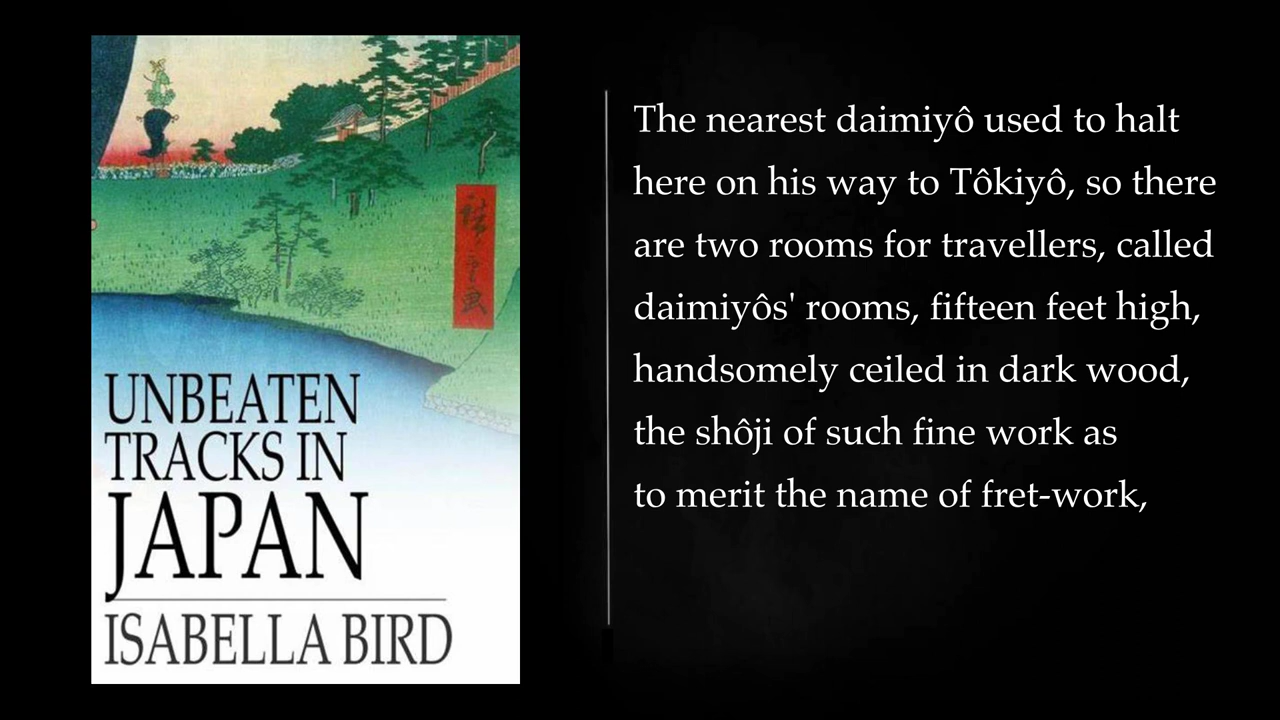 UNBEATEN
TRACKS IN
JAPAN
ISABELLA BIRD
The nearest daimiyô used to halt
here on his way to Tôkiyô, so there
are two rooms for travellers, called
daimiyôs' rooms, fifteen feet high,
handsomely ceiled in dark wood,
the shôji of such fine work as
to merit the name of fret-work,